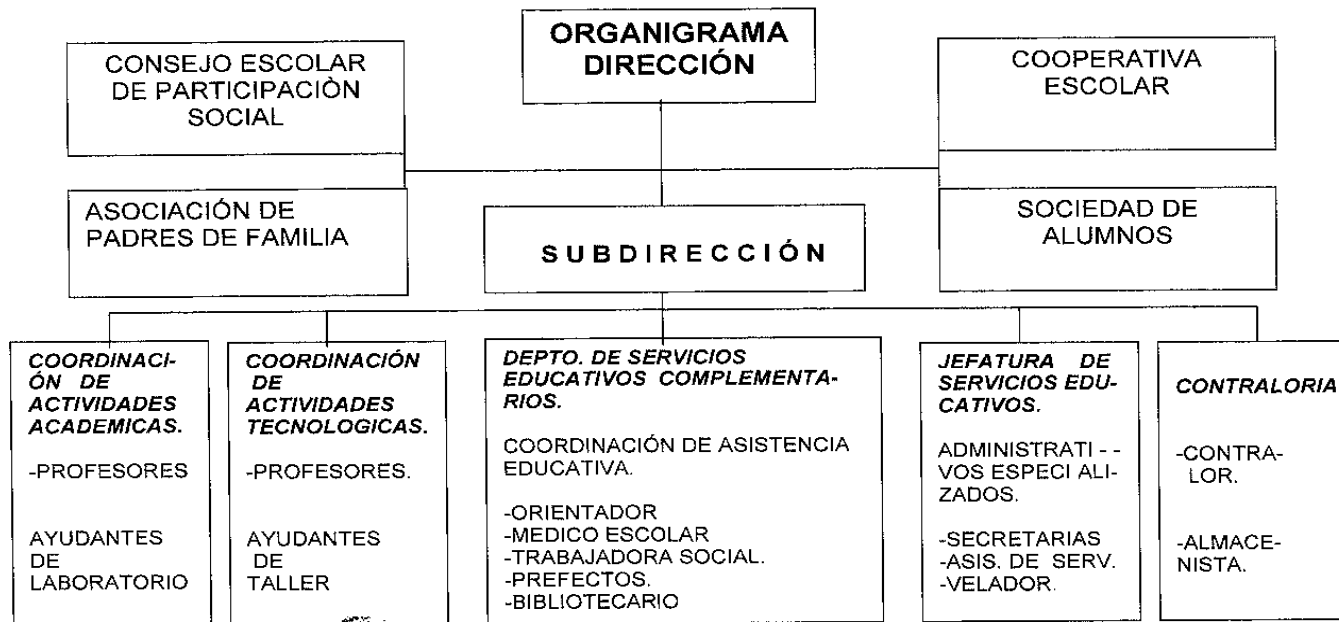 ORGANIGRAMA
DIRECCIÓN
CONSEJO ESCOLAR
DE PARTICIPACIÒN
SOCIAL
COOPERATIVA
ESCOLAR
ASOCIACIÓN DE
PADRES DE FAMILIA
SUBDIRECCIÓN
SOCIEDAD DE
ALUMNOS
COORDINACI-
ÓN DE
ACTIVIDADES
ACADEMICAS.
-PROFESORES
AYUDANTES
DE
LABORATORIO
COORDINACIÓN
DE
ACTIVIDADES
TECNOLOGICAS.
-PROFESORES.
AYUDANTES
DE
TALLER
DEPTO. DE SERVICIOS
EDUCATIVOS COMPLEMENTA-
RIOS.
COORDINACIÓN DE ASISTENCIA
EDUCATIVA.
-ORIENTADOR
-MEDICO ESCOLAR
-TRABAJADORA SOCIAL.
-PREFECTOS.
-BIBLIOTECARIO
JEFATURA DE
SERVICIOS EDU-
CATIVOS.
ADMINISTRATI - -
VOS ESPECI ALI-
ZADOS.
-SECRETARIAS
-ASIS. DE SERV.
-VELADOR.
CONTRALORIA
-CONTRA-
LOR.
-ALMACE-
NISTA.